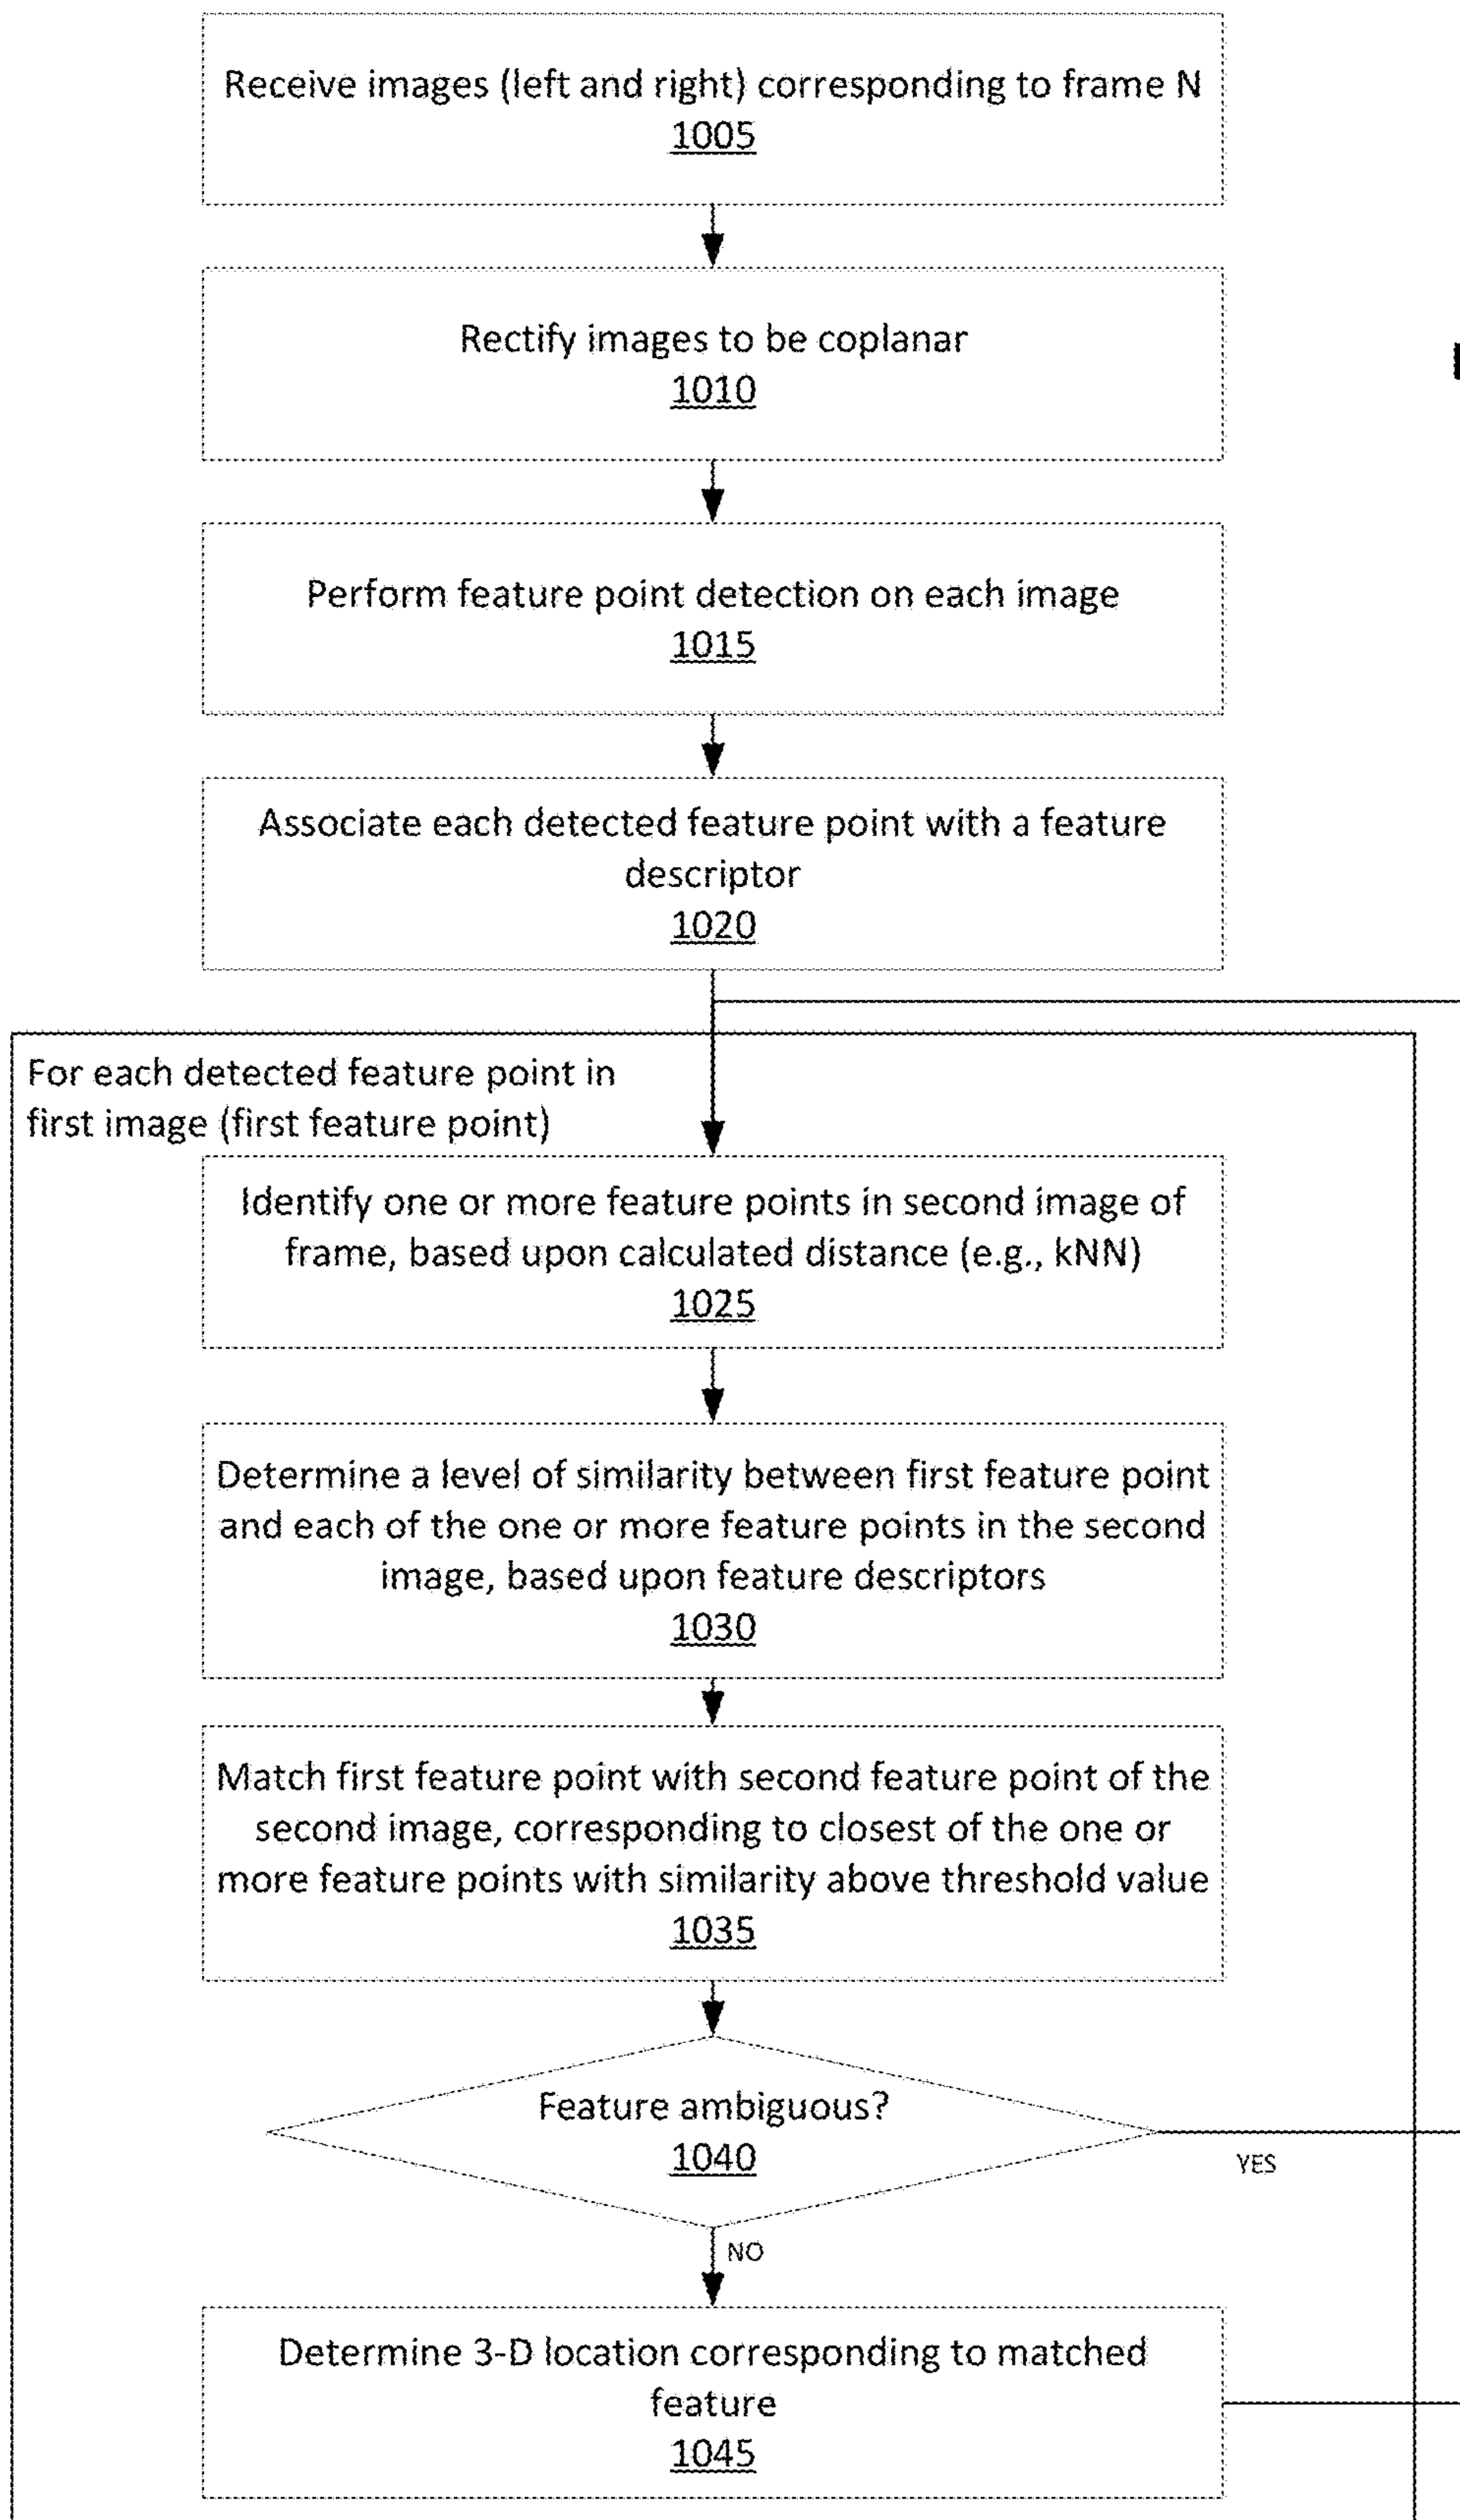 Receive images (left and right) corresponding to frame N
1005
Rectify images to be coplanar
1010
Perform feature point detection on each image
1015
Associate each detected feature point with a feature
descriptor
1020
For each detected feature point in
first image (first feature point)
Identify one or more feature points in second image of
frame, based upon calculated distance (e.g., kNN)
1025
Determine a level of similarity between first feature point
and each of the one or more feature points in the second
image, based upon feature descriptors
1030
Match first feature point with second feature point of the
second image, corresponding to closest of the one or
more feature points with similarity above threshold value
1035
Feature ambiguous?
1040
YES
NO
Determine 3-D location corresponding to matched
feature
1045